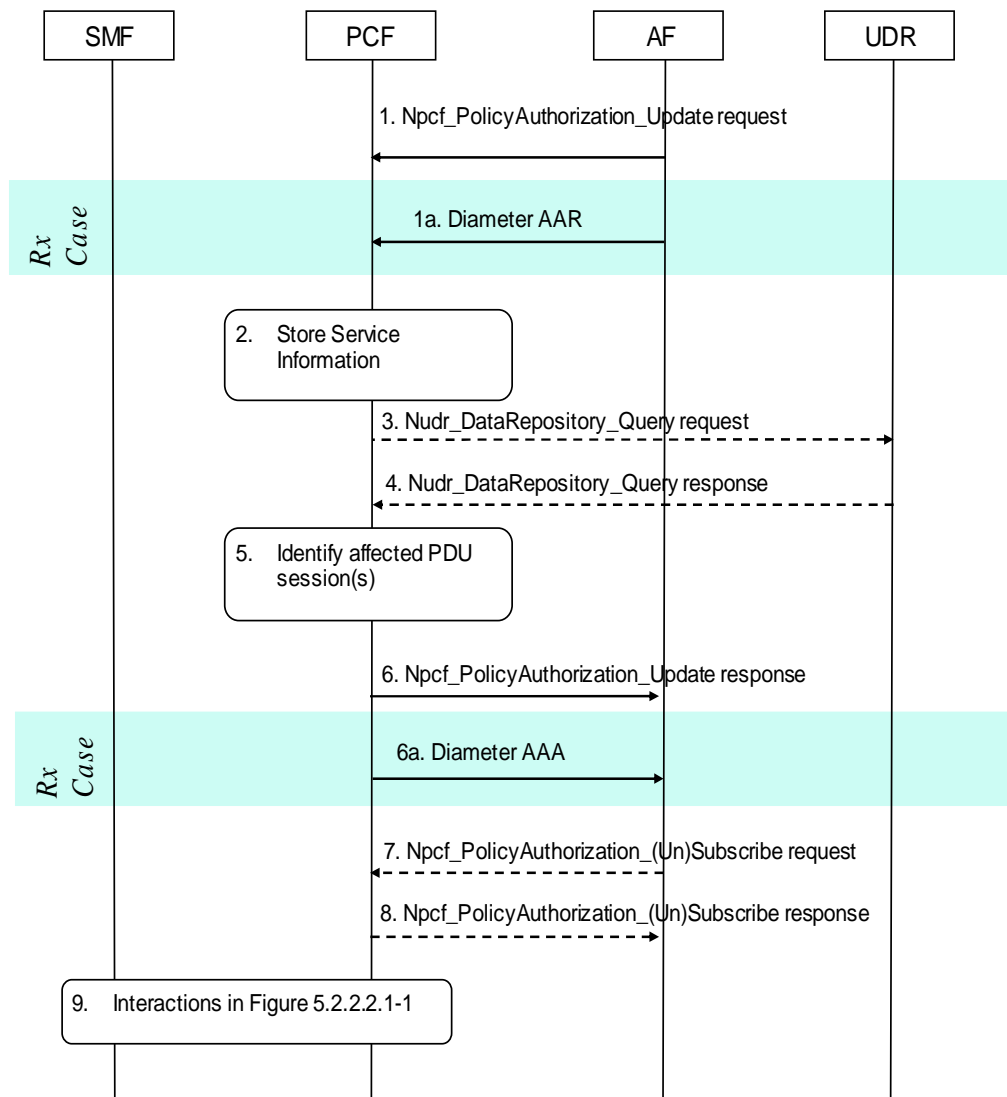 SMF
PCF
AF
UDR
1. Npcf_PolicyAuthorization_Update request
Rx
Case
1a. Diameter AAR
2. Store Service
Information
3. Nudr_DataRepository_Query request
4. Nudr_DataRepository_Query response
5. Identify affected PDU
session(s)
6. Npcf_PolicyAuthorization_Update response
Rx
Case
6a. Diameter AAA
7. Npcf_PolicyAuthorization_(Un)Subscribe request
8. Npcf_PolicyAuthorization_(Un)Subscribe response
9. Interactions in Figure 5.2.2.2.1-1